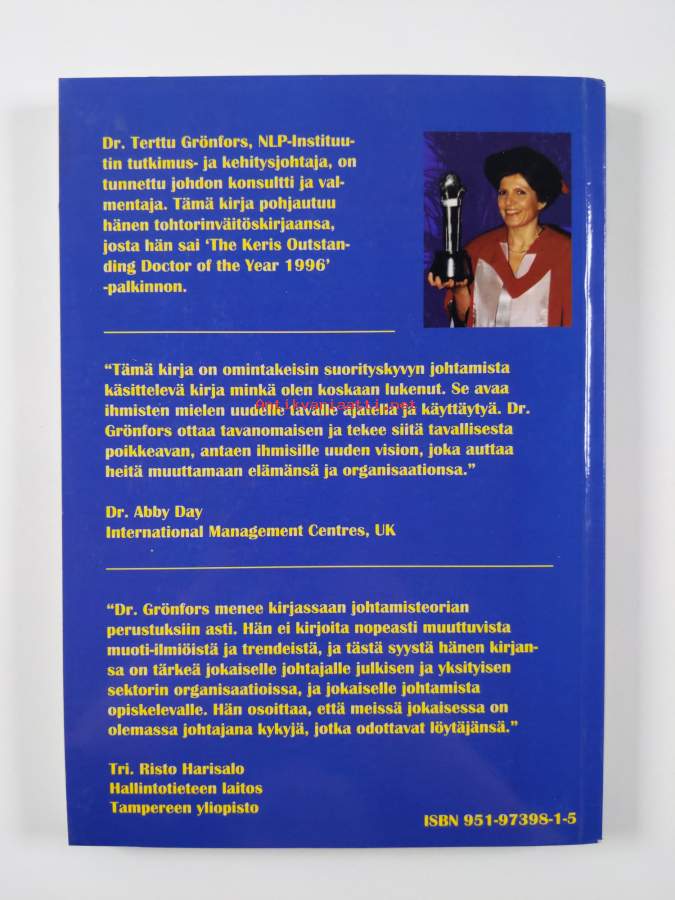 Dr. Terttu Grönfors, NLP-Instituu-
tin tutkimus- ja kehitysjohtaja, on
tunnettu johdon konsultti ja val-
mentaja. Tämä kirja pohjautuu
hänen tohtorinväitöskirjaansa,
josta hän sai ‘The Keris Outstan-
ding Doctor of the Year 1996’
-palkinnon.
“Tämä kirja on omintakeisin suorityskyvyn johtamista
käsittelevä kirja minkä olen koskaan lukenut. Se avaa
ihmisten mielen uudelle tavalle ajatella ja käyttäytyä. Dr.
Antikvariaatti.net
Grönfors ottaa tavanomaisen ja tekee siitä tavallisesta
poikkeavan, antaen ihmisille uuden vision, joka auttaa
heitä muuttamaan elämänsä ja organisaationsa.”
Dr. Abby Day
International Management Centres, UK
“Dr. Grönfors menee kirjassaan johtamisteorian
perustuksiin asti. Hän ei kirjoita nopeasti muuttuvista
muoti-ilmiöistä ja trendeistä, ja tästä syystä hänen kirjan-
sa on tärkeä jokaiselle johtajalle julkisen ja yksityisen
sektorin organisaatioissa, ja jokaiselle johtamista
opiskelevalle. Hän osoittaa, että meissä jokaisessa on
olemassa johtajana kykyjä, jotka odottavat löytäjänsä.”
Tri. Risto Harisalo
Hallintotieteen laitos
Tampereen yliopisto
ISBN 951-97398-1-5